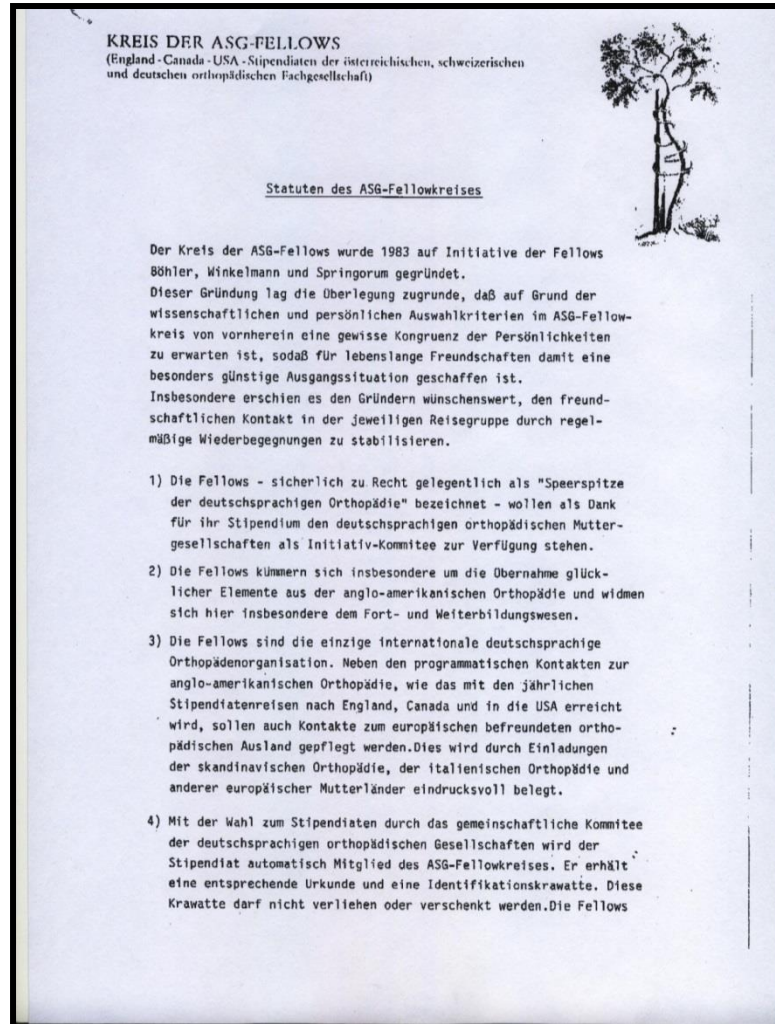 KREIS DER ASG-FELLOWS
(England - Canada - USA - Stipendiaten der österreichischen, schweizerischen
und deutschen orthopädischen Fachgesellschaft)
Statuten des ASG-Fellowkreises
Der Kreis der ASG-Fellows wurde 1983 auf Initiative der Fellows
Böhler, Winkelmann und Springorum gegründet.
Dieser Gründung lag die Überlegung zugrunde, daß auf Grund der
wissenschaftlichen und persönlichen Auswahlkriterien im ASG-Fellow-
kreis von vornherein eine gewisse Kongruenz der Persönlichkeiten
zu erwarten ist, sodaß für lebenslange Freundschaften damit eine
besonders günstige Ausgangssituation geschaffen ist.
Insbesondere erschien es den Gründern wünschenswert, den freund-
schaftlichen Kontakt in der jeweiligen Reisegruppe durch regel-
mäßige Wiederbegegnungen zu stabilisieren.
1) Die Fellows - sicherlich zu Recht gelegentlich als "Speerspitze
der deutschsprachigen Orthopädie" bezeichnet - wollen als Dank
für ihr Stipendium den deutschsprachigen orthopädischen Mutter-
gesellschaften als Initiativ-Kommitee zur Verfügung stehen.
2) Die Fellows kümmern sich insbesondere um die Übernahme glück-
licher Elemente aus der anglo-amerikanischen Orthopädie und widmen
sich hier insbesondere dem Fort- und Weiterbildungswesen.
3) Die Fellows sind die einzige internationale deutschsprachige
Orthopädenorganisation. Neben den programmatischen Kontakten zur
anglo-amerikanischen Orthopädie, wie das mit den jährlichen
Stipendiatenreisen nach England, Canada und in die USA erreicht
wird, sollen auch Kontakte zum europäischen befreundeten ortho-
pädischen Ausland gepflegt werden.Dies wird durch Einladungen
der skandinavischen Orthopädie, der italienischen Orthopädie und
anderer europäischer Mutterländer eindrucksvoll belegt.
4) Mit der Wahl zum Stipendiaten durch das gemeinschaftliche Kommitee
der deutschsprachigen orthopädischen Gesellschaften wird der
Stipendiat automatisch Mitglied des ASG-Fellowkreises. Er erhält
eine entsprechende Urkunde und eine Identifikationskrawatte. Diese
Krawatte darf nicht verliehen oder verschenkt werden.Die Fellows